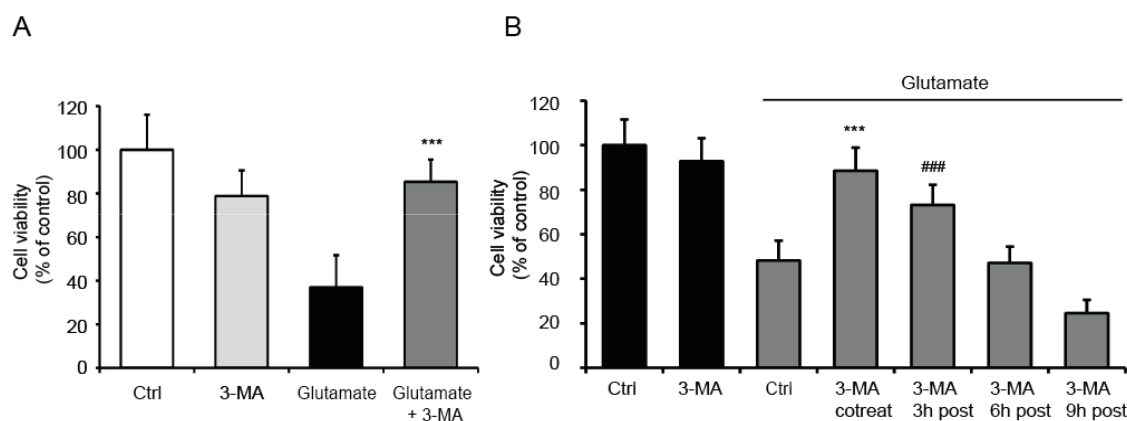 A
Cell viability
(% of control)
120
100
80
60
40
20
0
***
Ctrl
3-MA
Glutamate
Glutamate
+ 3-MA
B
Glutamate
Cell viability
(% of control)
120
100
80
60
40
20
0
***
###
Ctrl
3-MA
Ctrl
3-MA
cotreat
3-MA
3h post
3-MA
6h post
3-MA
9h post